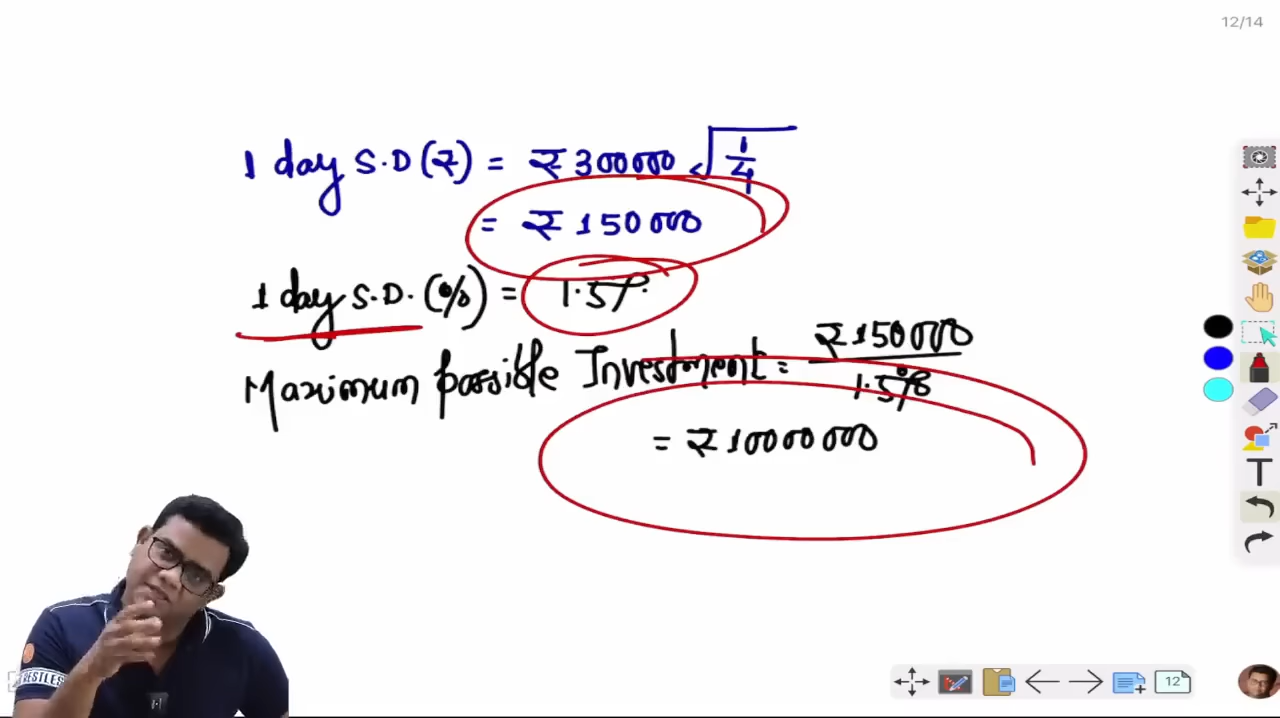 12/14
1 day S.D(₹) = ₹300000 √1/4
= ₹150000
1 day S.D. (%) = 1.5%
Maximum possible Investment = ₹150000
1.5%
= ₹10000000
T
RESTLES
12